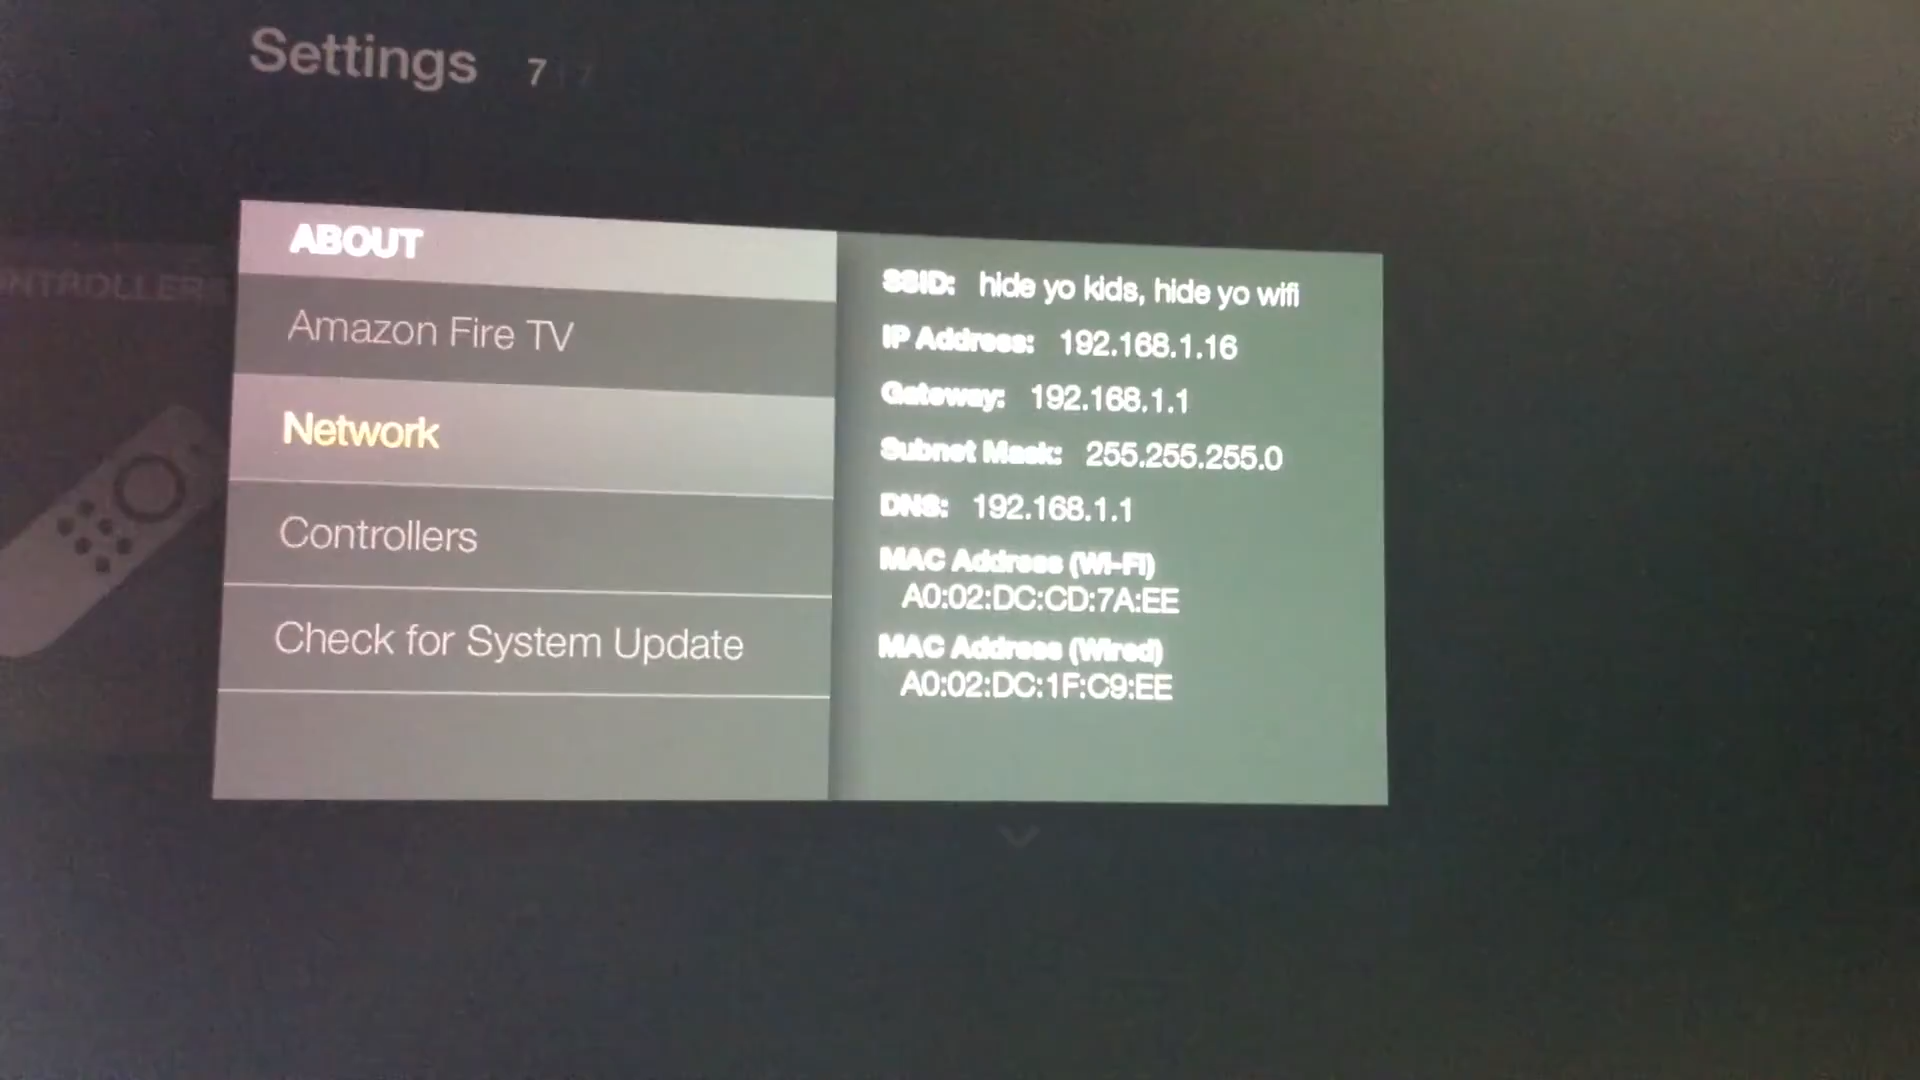 Settings 7 | 7
ABOUT
Amazon Fire TV
Network
Controllers
Check for System Update
SSID: hide yo kids, hide yo wifi
IP Address: 192.168.1.16
Gateway: 192.168.1.1
Subnet Mask: 255.255.255.0
DNS: 192.168.1.1
MAC Address (Wi-Fi)
A0:02:DC:CD:7A:EE
MAC Address (Wired)
A0:02:DC:1F:C9:EE